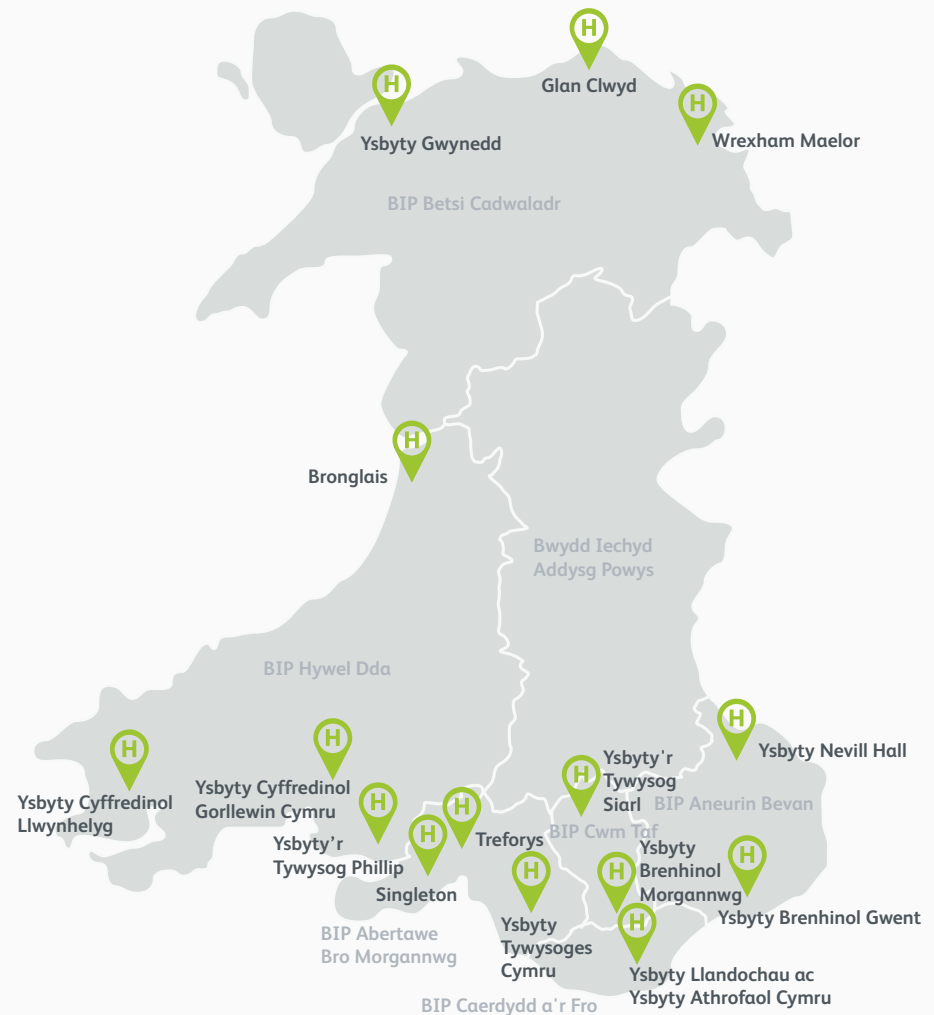 H
Glan Clwyd
H
Ysbyty Gwynedd
H
Wrexham Maelor
BIP Betsi Cadwaladr
H
Bronglais
Bwydd Iechyd
Addysg Powys
BIP Hywel Dda
H
Ysbyty Nevill Hall
H
Ysbyty Cyffredinol
Llwynhelyg
H
Ysbyty Cyffredinol
Gorllewin Cymru
H
Ysbyty'r
Tywysog
Siarl
BIP Aneurin Bevan
H
Ysbyty’r
Tywysog Phillip
H
Singleton
H
Treforys
BIP Cwm Taf
H
Ysbyty
Brenhinol
Morgannwg
H
Ysbyty Brenhinol Gwent
H
Ysbyty
Tywysoges
Cymru
H
Ysbyty Llandochau ac
Ysbyty Athrofaol Cymru
BIP Abertawe
Bro Morgannwg
BIP Caerdydd a'r Fro